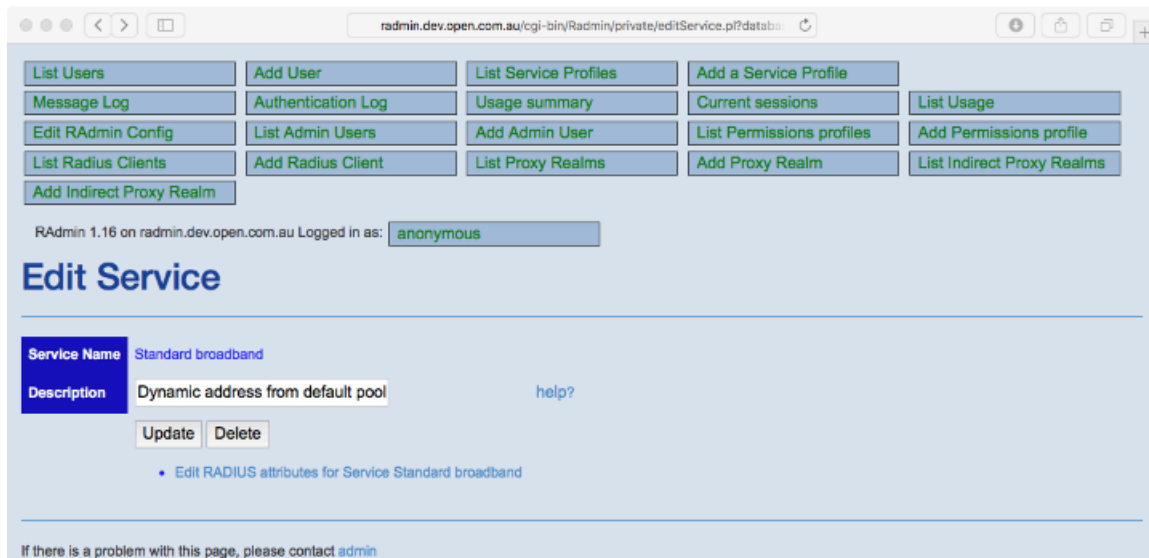 radmin.dev.open.com.au/cgi-bin/Radmin/private/editService.pl?databa
List Users Add User List Service Profiles Add a Service Profile
Message Log Authentication Log Usage summary Current sessions List Usage
Edit RAdmin Config List Admin Users Add Admin User List Permissions profiles Add Permissions profile
List Radius Clients Add Radius Client List Proxy Realms Add Proxy Realm List Indirect Proxy Realms
Add Indirect Proxy Realm
RAdmin 1.16 on radmin.dev.open.com.au Logged in as: anonymous
Edit Service
Service Name Standard broadband
Description Dynamic address from default pool help?
Update Delete
• Edit RADIUS attributes for Service Standard broadband
If there is a problem with this page, please contact admin